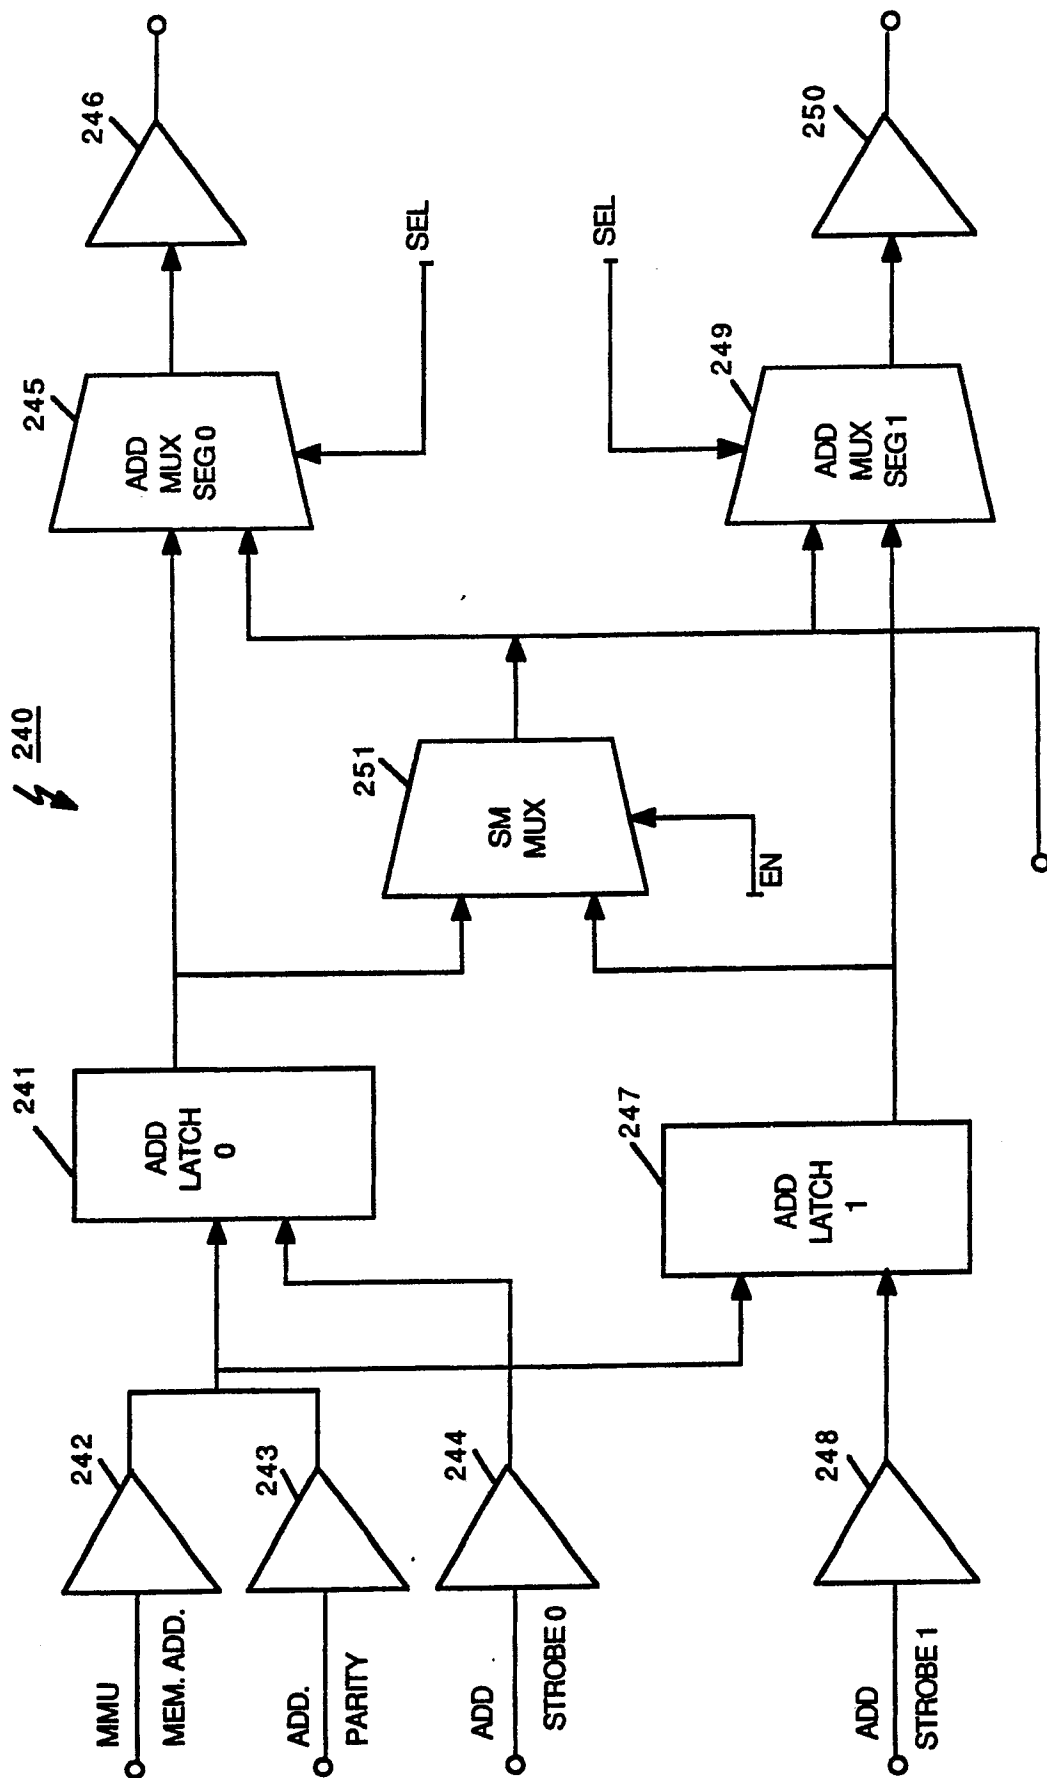 240
MMU
MEM. ADD.
242
ADD.
PARITY
243
ADD
STROBE 0
244
ADD
STROBE 1
248
241
ADD
LATCH
0
247
ADD
LATCH
1
251
SM
MUX
EN
245
ADD
MUX
SEG 0
SEL
246
249
ADD
MUX
SEG 1
SEL
250